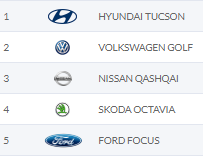 1 HYUNDAI TUCSON
2 VOLKSWAGEN GOLF
3 NISSAN QASHQAI
4 SKODA OCTAVIA
5 Ford FORD FOCUS